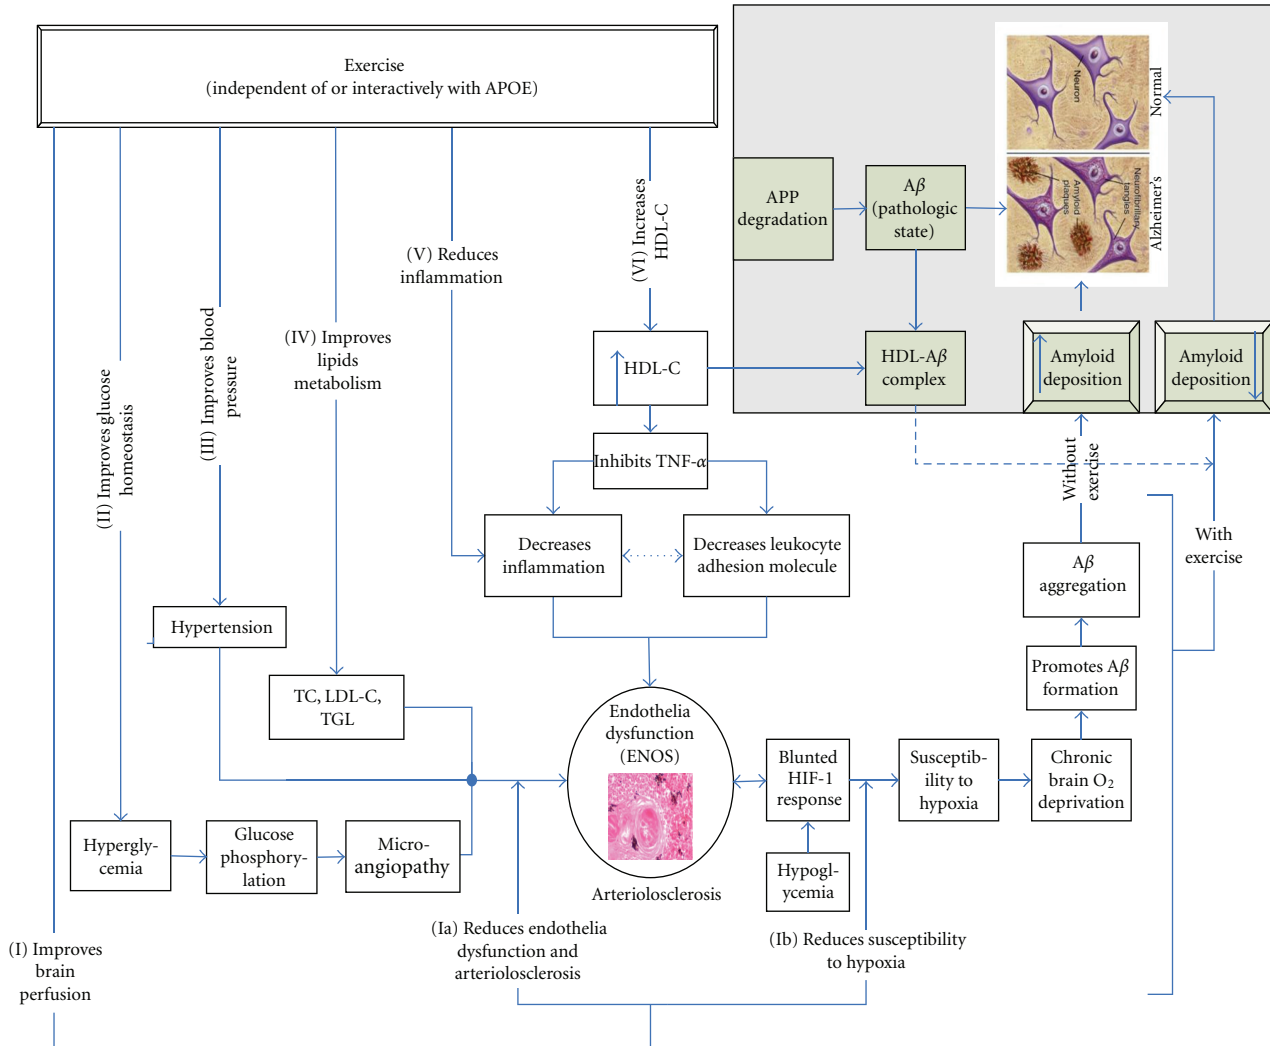 Exercise
(independent of or interactively with APOE)
Neuron
Normal
Amyloid
plaques
Neurofibrillary
tangles
Alzheimer's
APP
degradation
Aβ
(pathologic
state)
(VI) Increases
HDL-C
(V) Reduces
inflammation
(IV) Improves
lipids
metabolism
(III) Improves blood
pressure
(II) Improves glucose
homeostasis
HDL-C
HDL-Aβ
complex
Amyloid
deposition
Amyloid
deposition
Inhibits TNF-α
Without
exercise
With
exercise
Decreases
inflammation
Decreases leukocyte
adhesion molecule
Aβ
aggregation
Hypertension
Promotes Aβ
formation
TC, LDL-C,
TGL
Endothelia
dysfunction
(ENOS)
Blunted
HIF-1
response
Susceptib-
ility to
hypoxia
Chronic
brain O₂
deprivation
Hypergly-
cemia
Glucose
phosphory-
lation
Micro-
angiopathy
Hypogl-
ycemia
Arteriolosclerosis
(I) Improves
brain
perfusion
(Ia) Reduces endothelia
dysfunction and
arteriolosclerosis
(Ib) Reduces susceptibility
to hypoxia